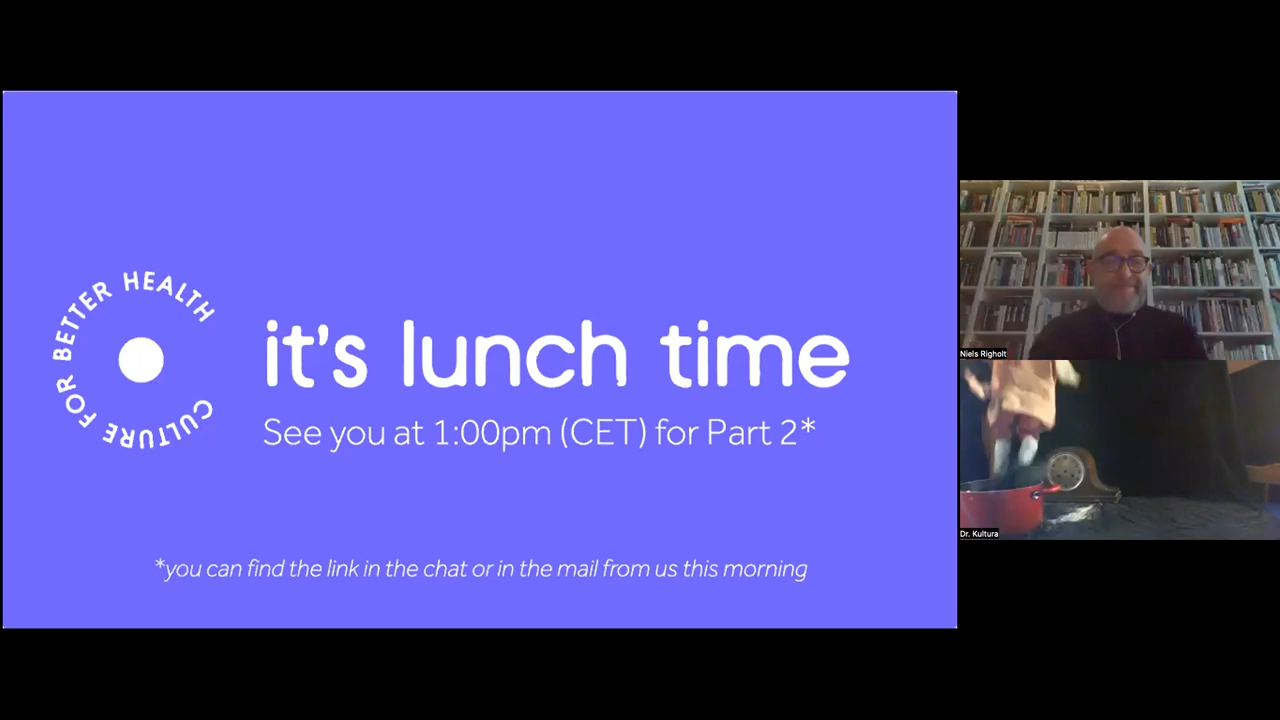 CULTURE FOR BETTER HEALTH
it's lunch time
See you at 1:00pm (CET) for Part 2*
*you can find the link in the chat or in the mail from us this morning
Niels Righolt
Dr. Kultura